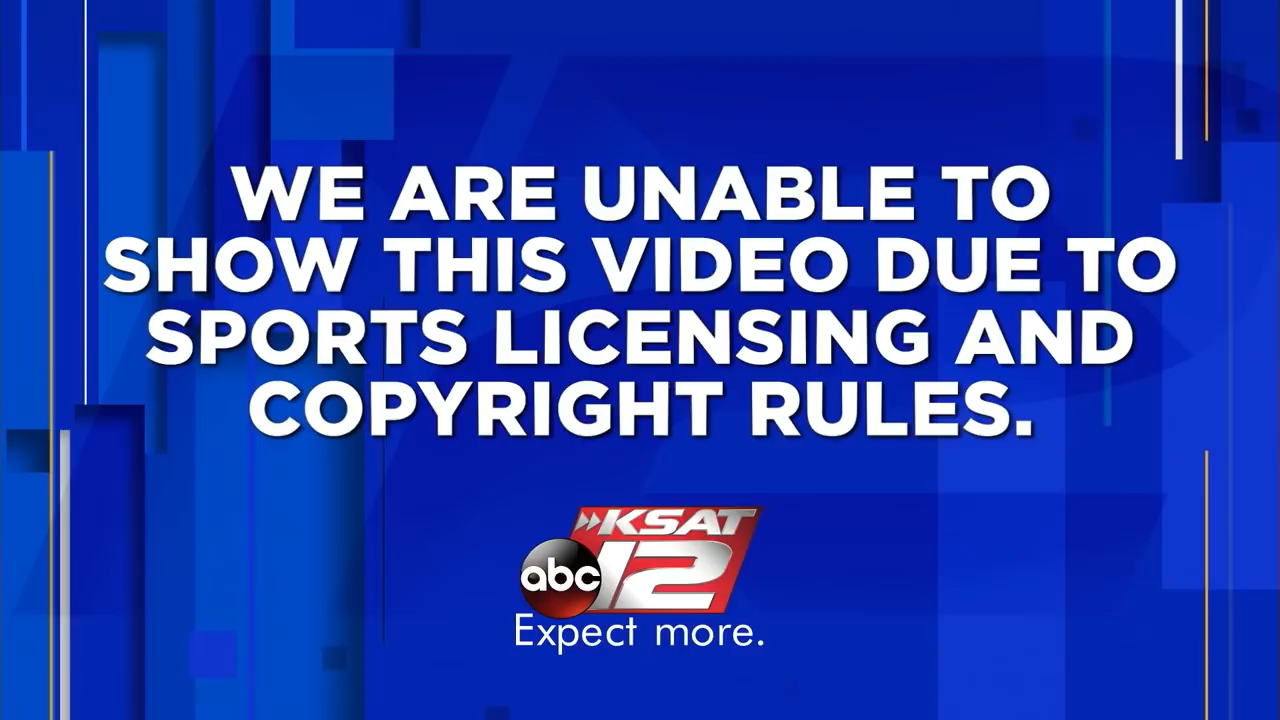 WE ARE UNABLE TO
SHOW THIS VIDEO DUE TO
SPORTS LICENSING AND
COPYRIGHT RULES.
KSAT
abc 12
Expect more.